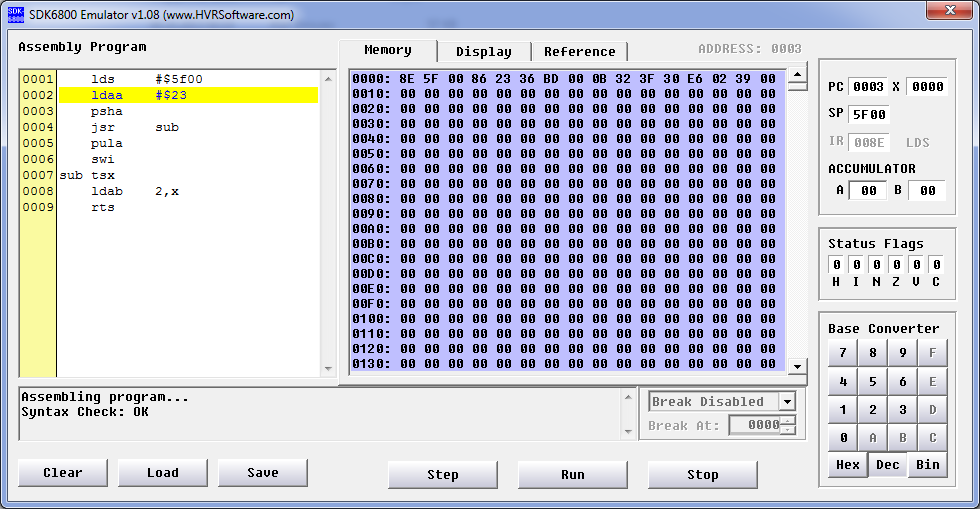 SDK6800 Emulator v1.08 (www.HVRSoftware.com)
Assembly Program
Memory Display Reference ADDRESS: 0003
0001 lds #$5f00
0002 ldaa #$23
0003 psha
0004 jsr sub
0005 pula
0006 swi
0007 sub tsx
0008 ldab 2,x
0009 rts
0000: 8E 5F 00 86 23 36 BD 00 0B 32 3F 30 E6 02 39 00
0010: 00 00 00 00 00 00 00 00 00 00 00 00 00 00 00 00
0020: 00 00 00 00 00 00 00 00 00 00 00 00 00 00 00 00
0030: 00 00 00 00 00 00 00 00 00 00 00 00 00 00 00 00
0040: 00 00 00 00 00 00 00 00 00 00 00 00 00 00 00 00
0050: 00 00 00 00 00 00 00 00 00 00 00 00 00 00 00 00
0060: 00 00 00 00 00 00 00 00 00 00 00 00 00 00 00 00
0070: 00 00 00 00 00 00 00 00 00 00 00 00 00 00 00 00
0080: 00 00 00 00 00 00 00 00 00 00 00 00 00 00 00 00
0090: 00 00 00 00 00 00 00 00 00 00 00 00 00 00 00 00
00A0: 00 00 00 00 00 00 00 00 00 00 00 00 00 00 00 00
00B0: 00 00 00 00 00 00 00 00 00 00 00 00 00 00 00 00
00C0: 00 00 00 00 00 00 00 00 00 00 00 00 00 00 00 00
00D0: 00 00 00 00 00 00 00 00 00 00 00 00 00 00 00 00
00E0: 00 00 00 00 00 00 00 00 00 00 00 00 00 00 00 00
00F0: 00 00 00 00 00 00 00 00 00 00 00 00 00 00 00 00
0100: 00 00 00 00 00 00 00 00 00 00 00 00 00 00 00 00
0110: 00 00 00 00 00 00 00 00 00 00 00 00 00 00 00 00
0120: 00 00 00 00 00 00 00 00 00 00 00 00 00 00 00 00
0130: 00 00 00 00 00 00 00 00 00 00 00 00 00 00 00 00
PC 0003 X 0000
SP 5F00
IR 008E LDS
ACCUMULATOR
A 00 B 00
Status Flags
0 0 0 0 0 0
H I N Z V C
Base Converter
7 8 9 F
4 5 6 E
1 2 3 D
0 A B C
Hex Dec Bin
Assembling program...
Syntax Check: OK
Break Disabled
Break At: 0000
Clear Load Save Step Run Stop